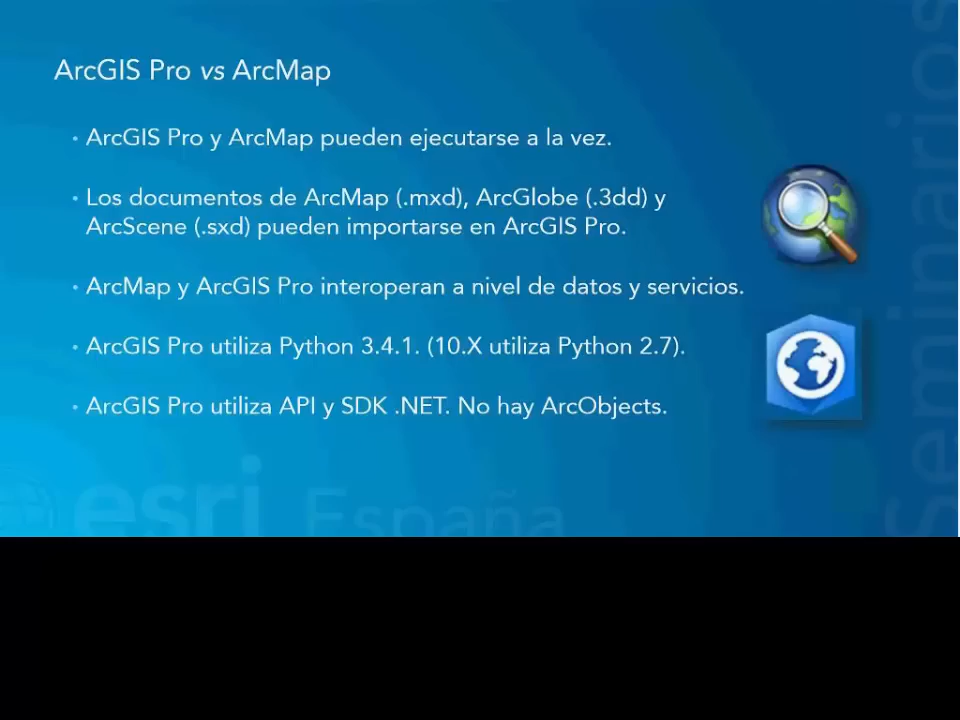 ArcGIS Pro vs ArcMap
• ArcGIS Pro y ArcMap pueden ejecutarse a la vez.
• Los documentos de ArcMap (.mxd), ArcGlobe (.3dd) y
ArcScene (.sxd) pueden importarse en ArcGIS Pro.
• ArcMap y ArcGIS Pro interoperan a nivel de datos y servicios.
• ArcGIS Pro utiliza Python 3.4.1. (10.X utiliza Python 2.7).
• ArcGIS Pro utiliza API y SDK .NET. No hay ArcObjects.
esri España
Seminarios